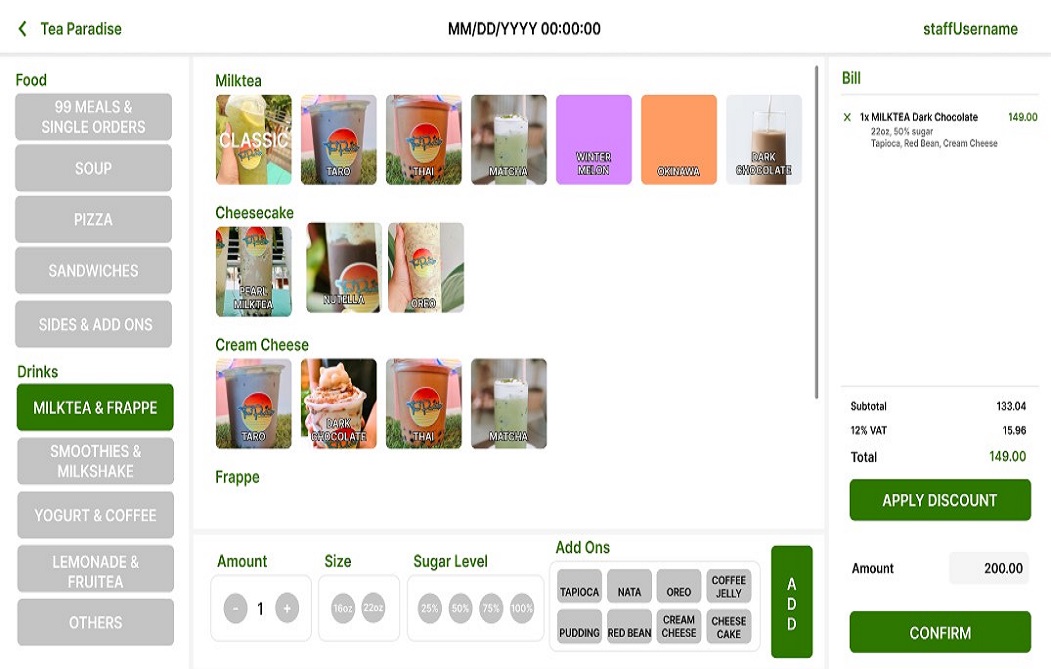 Tea Paradise
MM/DD/YYYY 00:00:00
staffUsername
Food
99 MEALS &
SINGLE ORDERS
SOUP
PIZZA
SANDWICHES
SIDES & ADD ONS
Drinks
MILKTEA & FRAPPE
SMOOTHIES &
MILKSHAKE
YOGURT & COFFEE
LEMONADE &
FRUITEA
OTHERS
Milktea
CLASSIC
TARO
THAI
MATCHA
WINTER
MELON
OKINAWA
DARK
CHOCOLATE
Cheesecake
PEARL
MILKTEA
NUTELLA
OREO
Cream Cheese
TARO
DARK
CHOCOLATE
THAI
MATCHA
Frappe
Amount
- 1 +
Size
16oz 22oz
Sugar Level
25% 50% 75% 100%
Add Ons
TAPIOCA
NATA
OREO
COFFEE
JELLY
PUDDING
RED BEAN
CREAM
CHEESE
CHEESE
CAKE
A
D
D
Bill
X 1x MILKTEA Dark Chocolate 149.00
22oz, 50% sugar
Tapioca, Red Bean, Cream Cheese
Subtotal 133.04
12% VAT 15.96
Total 149.00
APPLY DISCOUNT
Amount 200.00
CONFIRM